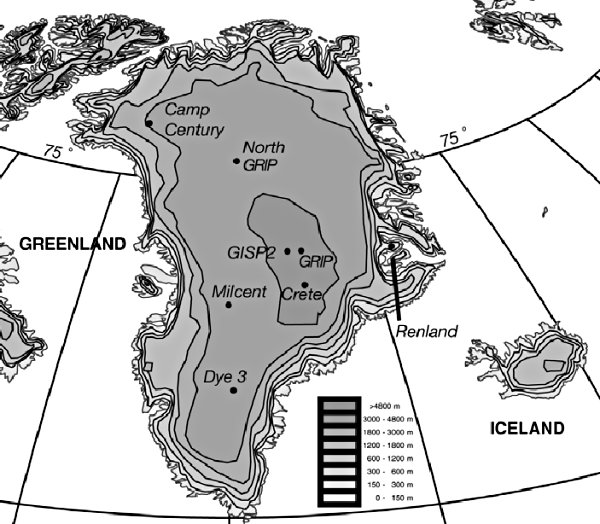 Camp
Century
75°
North
GRIP
75°
GREENLAND
GISP2
GRIP
Milcent
Crete
Renland
Dye 3
ICELAND
>4800 m
3000 - 4800 m
1800 - 3000 m
1200 - 1800 m
600 - 1200 m
300 - 600 m
150 - 300 m
0 - 150 m